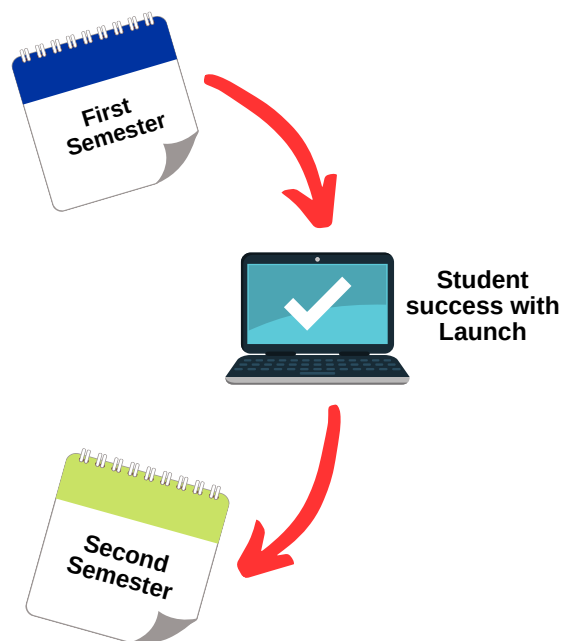 First
Semester
Student
success with
Launch
Second
Semester